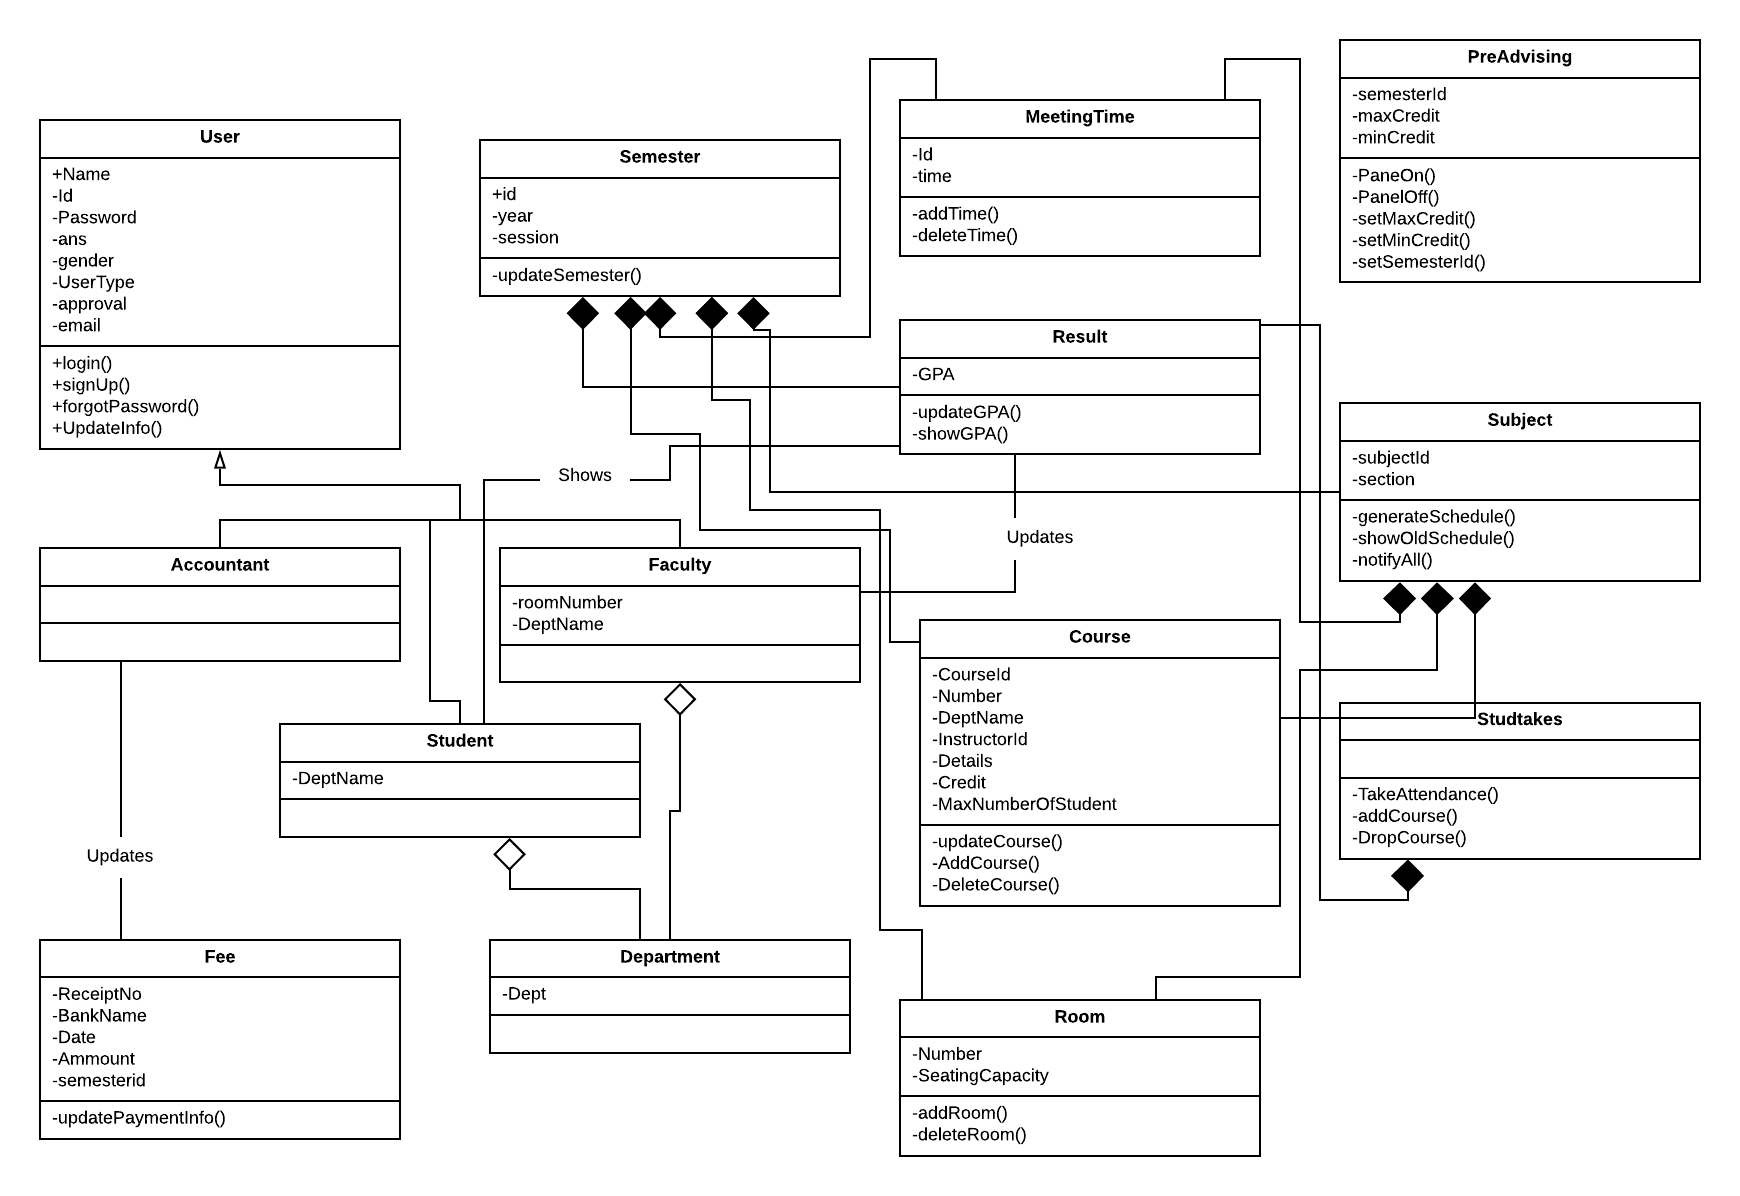 PreAdvising
-semesterId
-maxCredit
-minCredit
-PaneOn()
-PanelOff()
-setMaxCredit()
-setMinCredit()
-setSemesterId()
MeetingTime
-Id
-time
-addTime()
-deleteTime()
User
+Name
-Id
-Password
-ans
-gender
-UserType
-approval
-email
+login()
+signUp()
+forgotPassword()
+UpdateInfo()
Semester
+id
-year
-session
-updateSemester()
Result
-GPA
-updateGPA()
-showGPA()
Subject
-subjectId
-section
-generateSchedule()
-showOldSchedule()
-notifyAll()
Shows
Updates
Accountant
Faculty
-roomNumber
-DeptName
Course
-CourseId
-Number
-DeptName
-InstructorId
-Details
-Credit
-MaxNumberOfStudent
-updateCourse()
-AddCourse()
-DeleteCourse()
Studtakes
-TakeAttendance()
-addCourse()
-DropCourse()
Student
-DeptName
Updates
Fee
-ReceiptNo
-BankName
-Date
-Ammount
-semesterid
-updatePaymentInfo()
Department
-Dept
Room
-Number
-SeatingCapacity
-addRoom()
-deleteRoom()